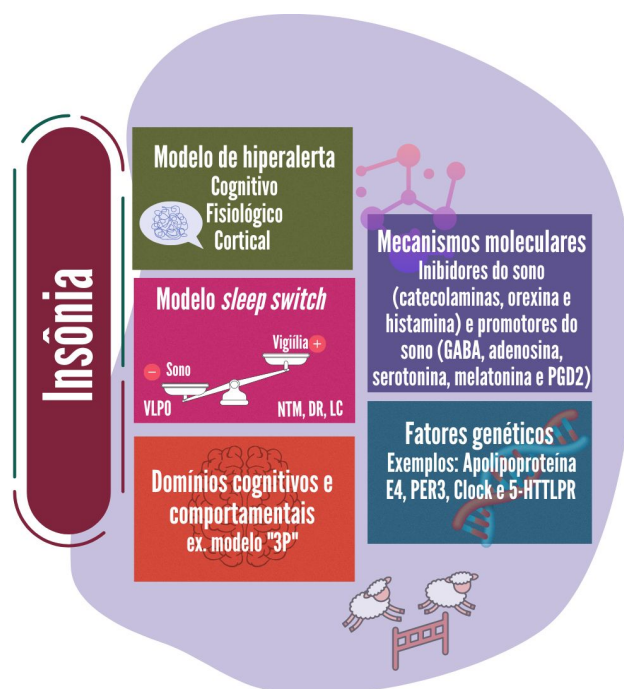 Insônia
Modelo de hiperalerta
Cognitivo
Fisiológico
Cortical
Modelo sleep switch
Vigília +
− Sono
VLPO
NTM, DR, LC
Domínios cognitivos e
comportamentais
ex. modelo "3P"
Mecanismos moleculares
Inibidores do sono
(catecolaminas, orexina e
histamina) e promotores do
sono (GABA, adenosina,
serotonina, melatonina e PGD2)
Fatores genéticos
Exemplos: Apolipoproteína
E4, PER3, Clock e 5-HTTLPR